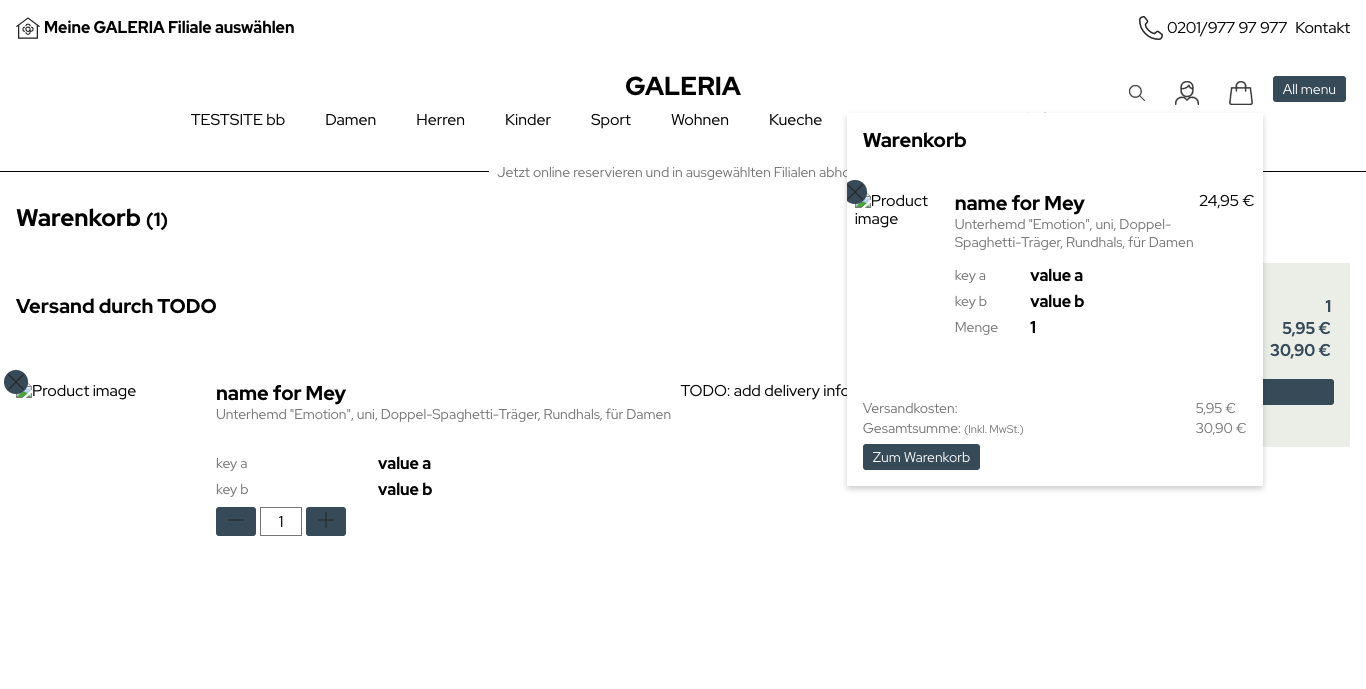 Meine GALERIA Filiale auswählen
0201/977 97 977 Kontakt
GALERIA
All menu
TESTSITE bb Damen Herren Kinder Sport Wohnen Kueche
Jetzt online reservieren und in ausgewählten Filialen
Warenkorb (1)
Versand durch TODO
Product image
name for Mey
Unterhemd "Emotion", uni, Doppel-Spaghetti-Träger, Rundhals, für Damen
key a value a
key b value b
1
TODO: add delivery info
Warenkorb
Product
image
name for Mey
24,95 €
Unterhemd "Emotion", uni, Doppel-
Spaghetti-Träger, Rundhals, für Damen
key a value a
key b value b
Menge 1
Versandkosten: 5,95 €
Gesamtsumme: (Inkl. MwSt.) 30,90 €
Zum Warenkorb
1
5,95 €
30,90 €